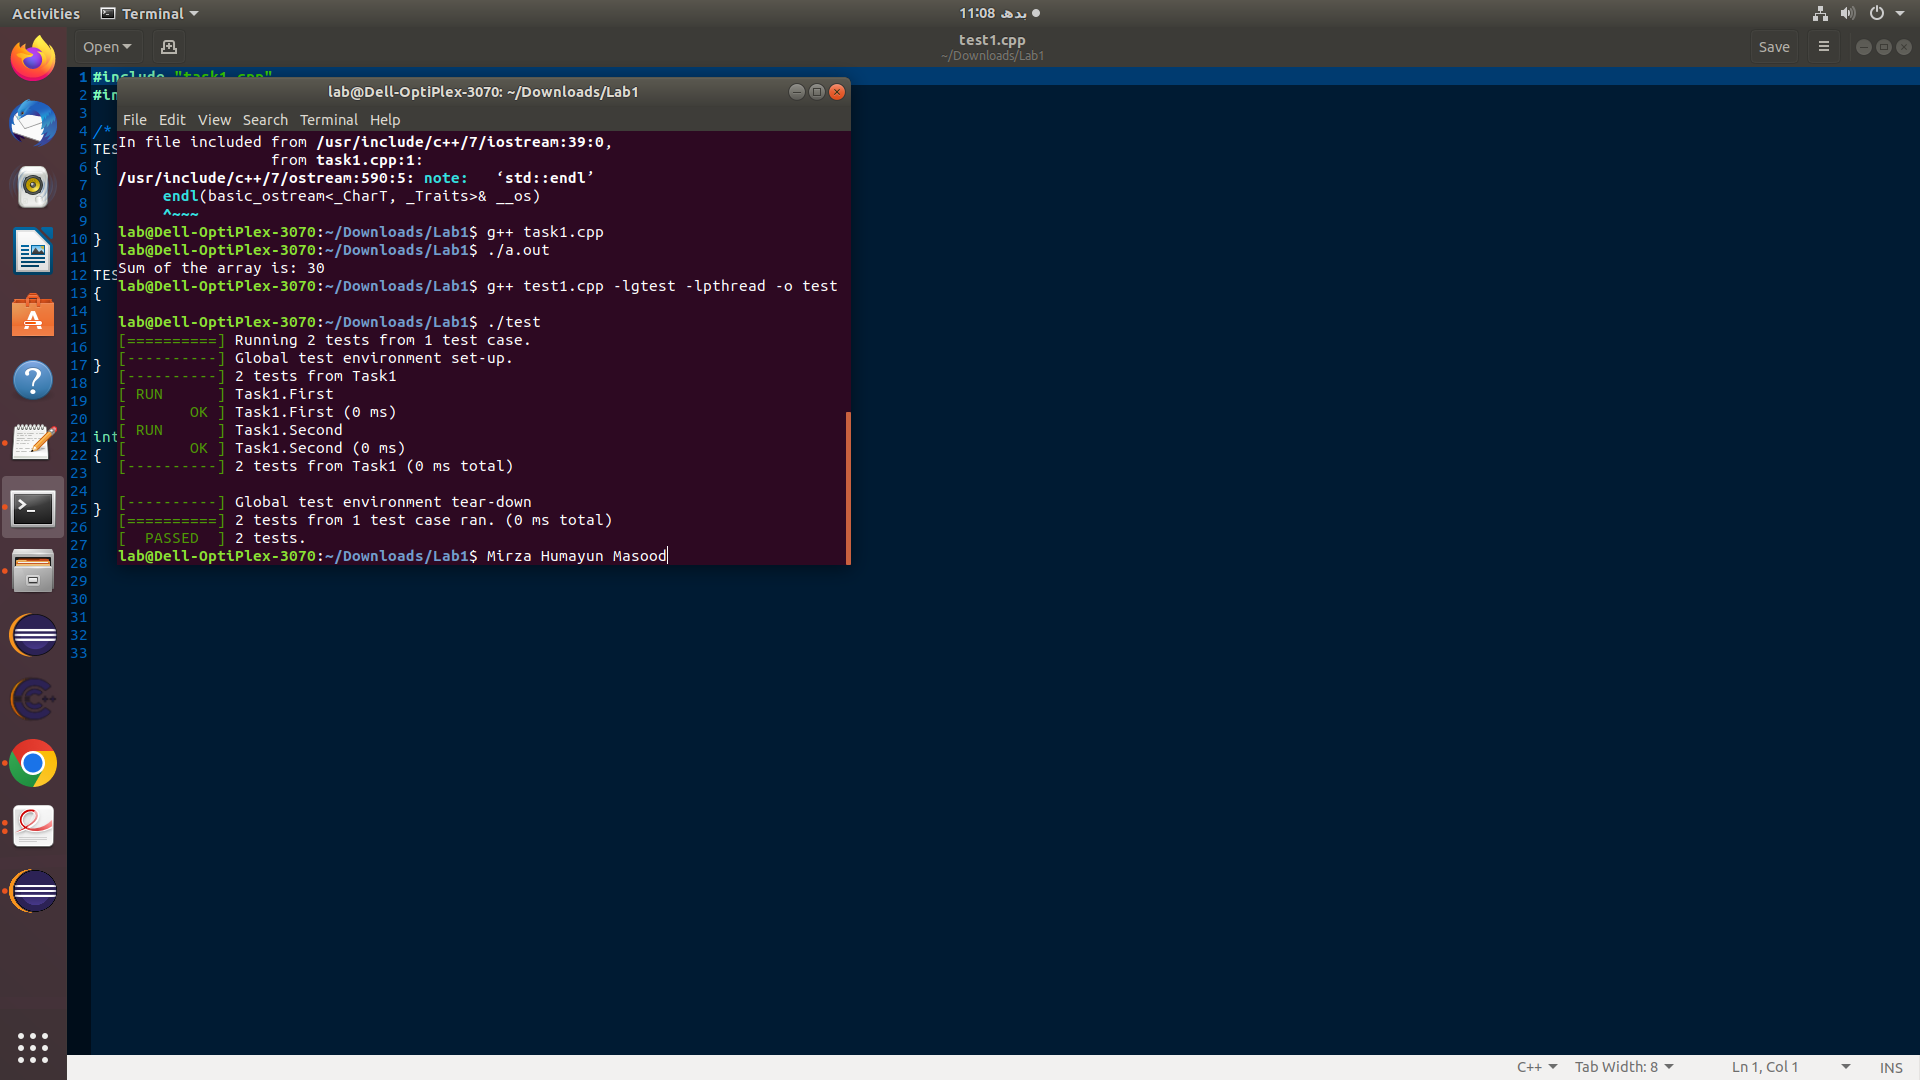 Activities Terminal 11:08 بدھ
Open test1.cpp Save
~/Downloads/Lab1
1 #include "task1.cpp"
2 #in
3
4 /*
5 TES
6 {
7
8
9
10 }
11
12 TES
13 {
14
15
16
17 }
18
19
20
21 int
22 {
23
24
25 }
26
27
28
29
30
31
32
33
lab@Dell-OptiPlex-3070: ~/Downloads/Lab1
File Edit View Search Terminal Help
In file included from /usr/include/c++/7/iostream:39:0,
from task1.cpp:1:
/usr/include/c++/7/ostream:590:5: note:   ‘std::endl’
endl(basic_ostream<_CharT, _Traits>& __os)
^~~~
lab@Dell-OptiPlex-3070:~/Downloads/Lab1$ g++ task1.cpp
lab@Dell-OptiPlex-3070:~/Downloads/Lab1$ ./a.out
Sum of the array is: 30
lab@Dell-OptiPlex-3070:~/Downloads/Lab1$ g++ test1.cpp -lgtest -lpthread -o test
lab@Dell-OptiPlex-3070:~/Downloads/Lab1$ ./test
[==========] Running 2 tests from 1 test case.
[----------] Global test environment set-up.
[----------] 2 tests from Task1
[ RUN      ] Task1.First
[       OK ] Task1.First (0 ms)
[ RUN      ] Task1.Second
[       OK ] Task1.Second (0 ms)
[----------] 2 tests from Task1 (0 ms total)
[----------] Global test environment tear-down
[==========] 2 tests from 1 test case ran. (0 ms total)
[  PASSED  ] 2 tests.
lab@Dell-OptiPlex-3070:~/Downloads/Lab1$ Mirza Humayun Masood
C++ Tab Width: 8 Ln 1, Col 1 INS